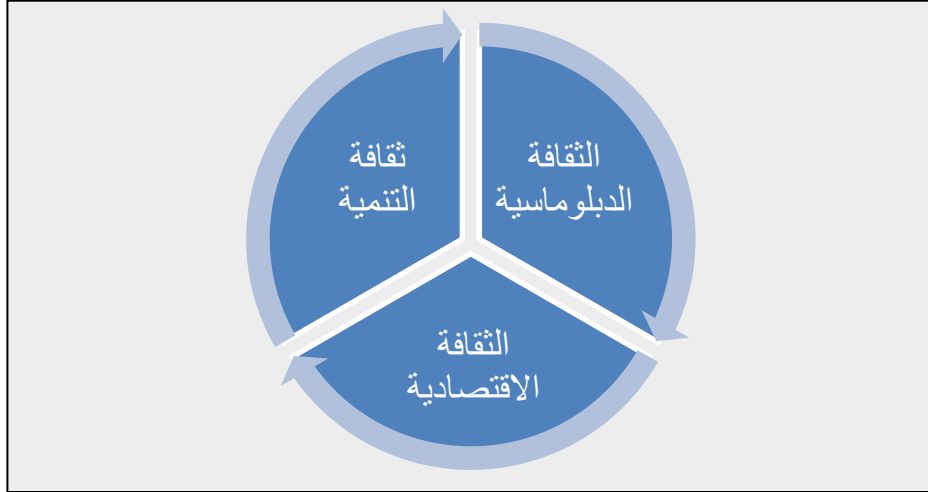 الثقافة
الدبلوماسية
ثقافة
التنمية
الثقافة
الاقتصادية